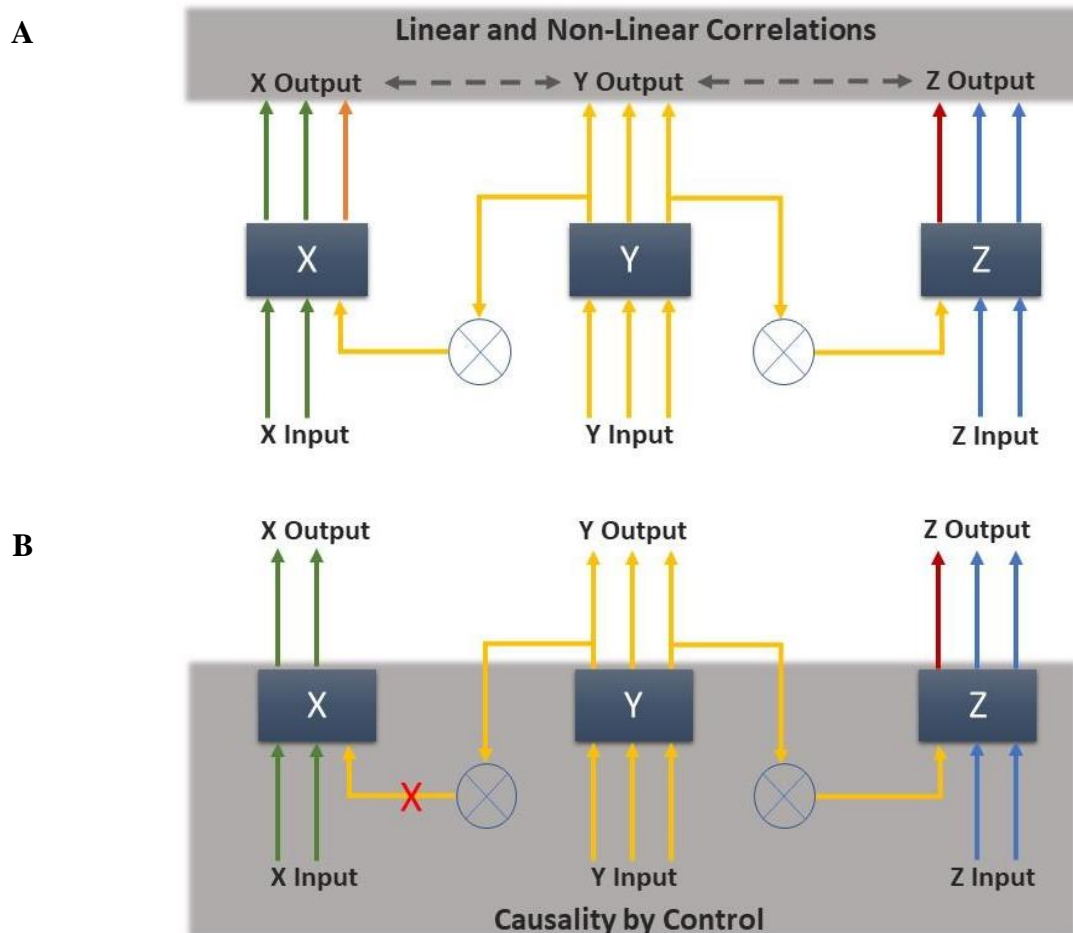 A
Linear and Non-Linear Correlations
X Output Y Output Z Output
X Y Z
X Input Y Input Z Input
B
X Output Y Output Z Output
X Y Z
X
X Input Y Input Z Input
Causality by Control